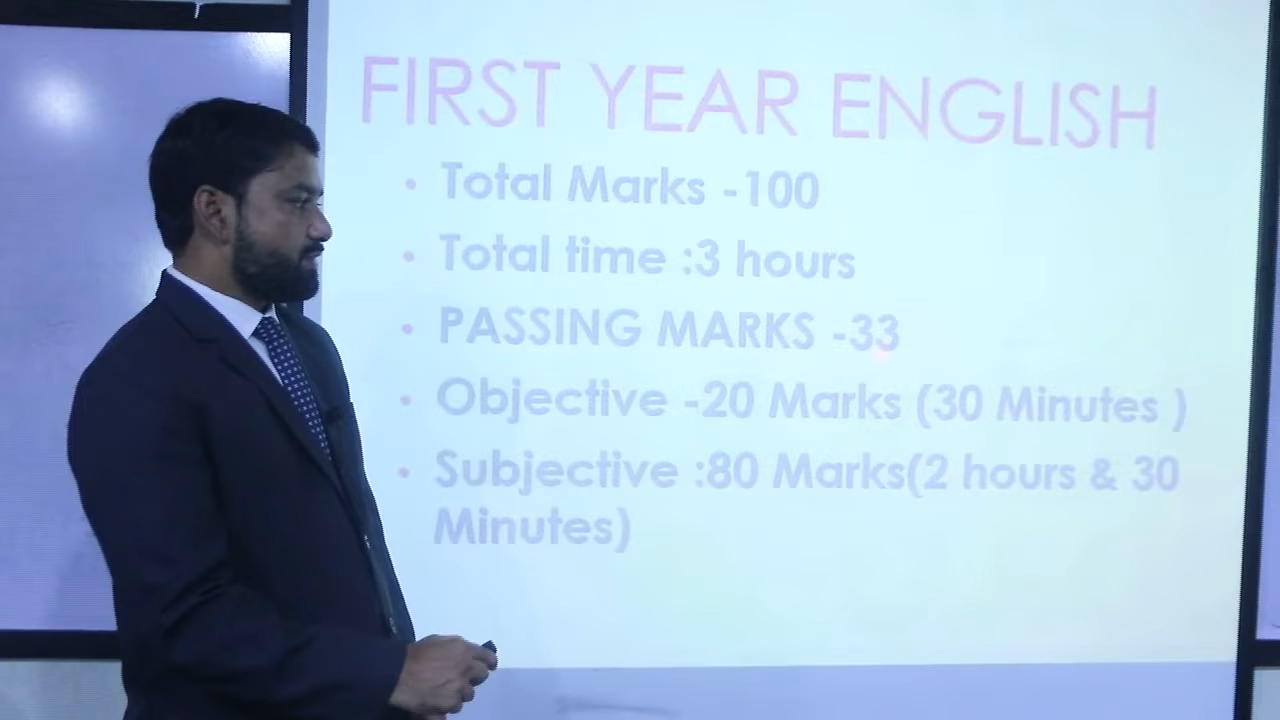 FIRST YEAR ENGLISH
• Total Marks -100
• Total time :3 hours
• PASSING MARKS -33
• Objective -20 Marks (30 Minutes )
• Subjective :80 Marks(2 hours & 30
Minutes)